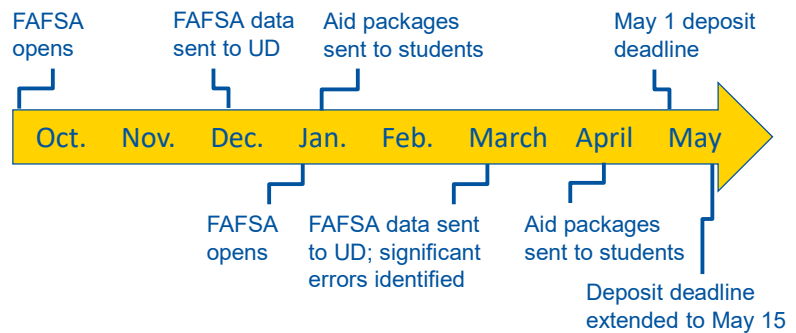 FAFSA
opens
FAFSA data
sent to UD
Aid packages
sent to students
May 1 deposit
deadline
Oct. Nov. Dec. Jan. Feb. March April May
FAFSA
opens
FAFSA data sent
to UD; significant
errors identified
Aid packages
sent to students
Deposit deadline
extended to May 15